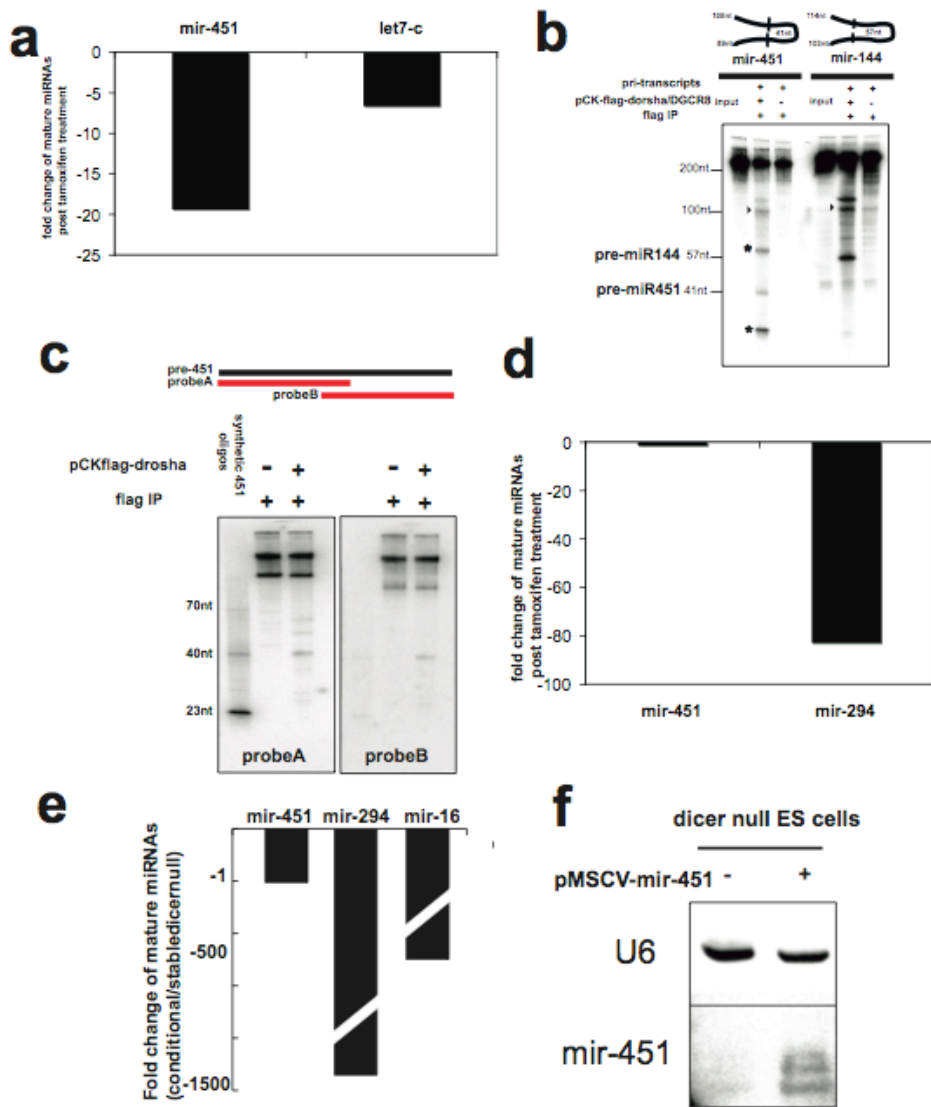 a
mir-451
let7-c
fold change of mature miRNAs
post tamoxifen treatment
0
-5
-10
-15
-20
-25
b
41nt
114nt
57nt
mir-451
mir-144
pri-transcripts
+ + + +
pCK-flag-dorsha/DGCR8
input + - input + -
flag IP
+ + + +
200nt
100nt
pre-miR144 57nt
pre-miR451 41nt
*
*
c
pre-451
probeA
probeB
synthetic 451
oligos
pCKflag-drosha
- + - +
flag IP
+ + + +
70nt
40nt
23nt
probeA
probeB
d
fold change of mature miRNAs
post tamoxifen treatment
0
-20
-40
-60
-80
-100
mir-451
mir-294
e
mir-451 mir-294 mir-16
Fold change of mature miRNAs
(conditional/stabledicernull)
-1
-500
-1500
f
dicer null ES cells
pMSCV-mir-451 - +
U6
mir-451